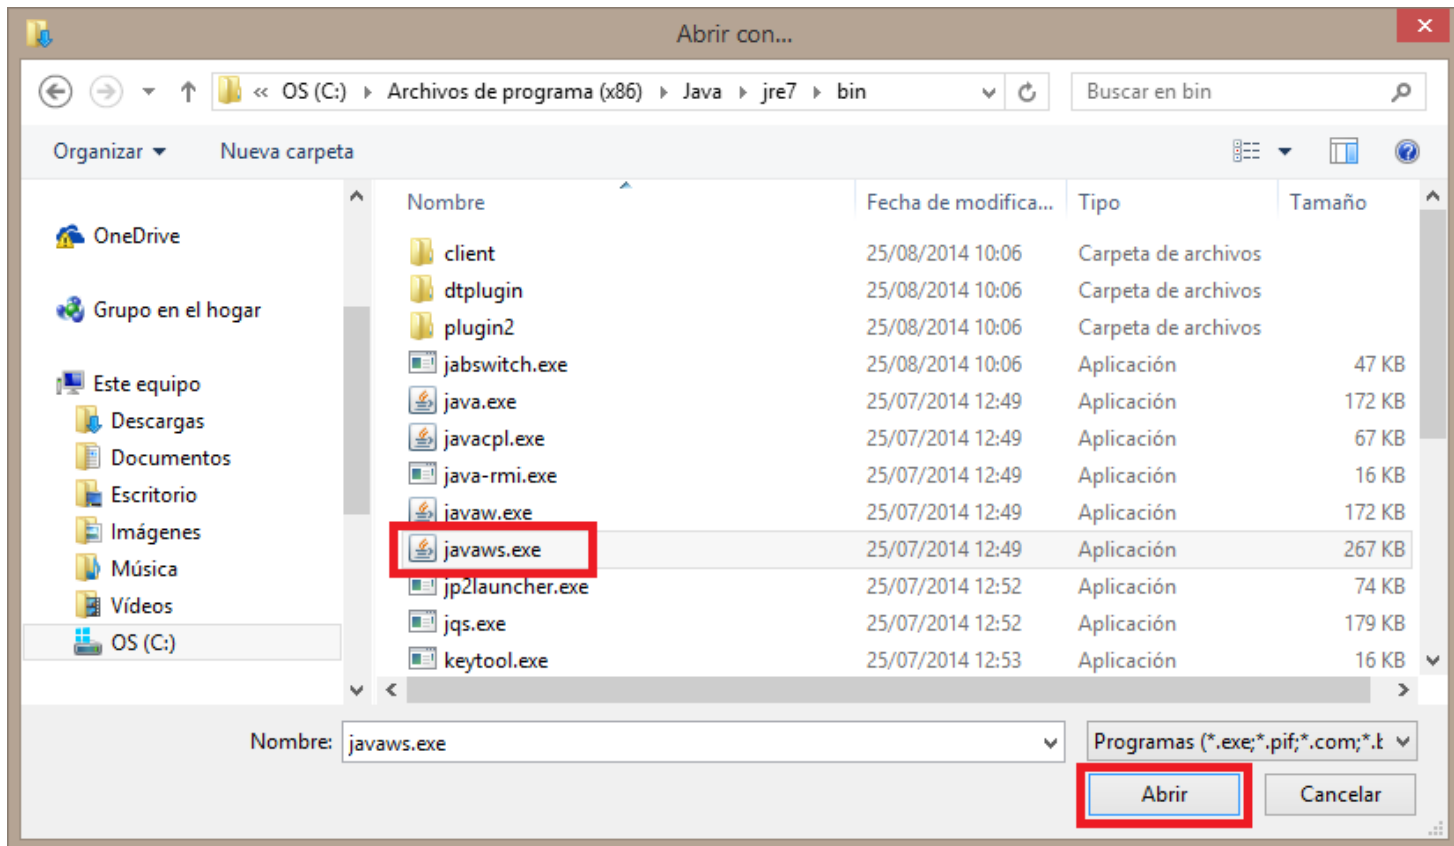 Abrir con...
« OS (C:) Archivos de programa (x86) Java jre7 bin
Buscar en bin
Organizar
Nueva carpeta
OneDrive
Grupo en el hogar
Este equipo
Descargas
Documentos
Escritorio
Imágenes
Música
Vídeos
OS (C:)
Nombre Fecha de modifica... Tipo Tamaño
client 25/08/2014 10:06 Carpeta de archivos
dtplugin 25/08/2014 10:06 Carpeta de archivos
plugin2 25/08/2014 10:06 Carpeta de archivos
jabswitch.exe 25/08/2014 10:06 Aplicación 47 KB
java.exe 25/07/2014 12:49 Aplicación 172 KB
javacpl.exe 25/07/2014 12:49 Aplicación 67 KB
java-rmi.exe 25/07/2014 12:49 Aplicación 16 KB
javaw.exe 25/07/2014 12:49 Aplicación 172 KB
javaws.exe 25/07/2014 12:49 Aplicación 267 KB
jp2launcher.exe 25/07/2014 12:52 Aplicación 74 KB
jqs.exe 25/07/2014 12:52 Aplicación 179 KB
keytool.exe 25/07/2014 12:53 Aplicación 16 KB
Nombre: javaws.exe
Programas (*.exe;*.pif;*.com;*.b
Abrir
Cancelar